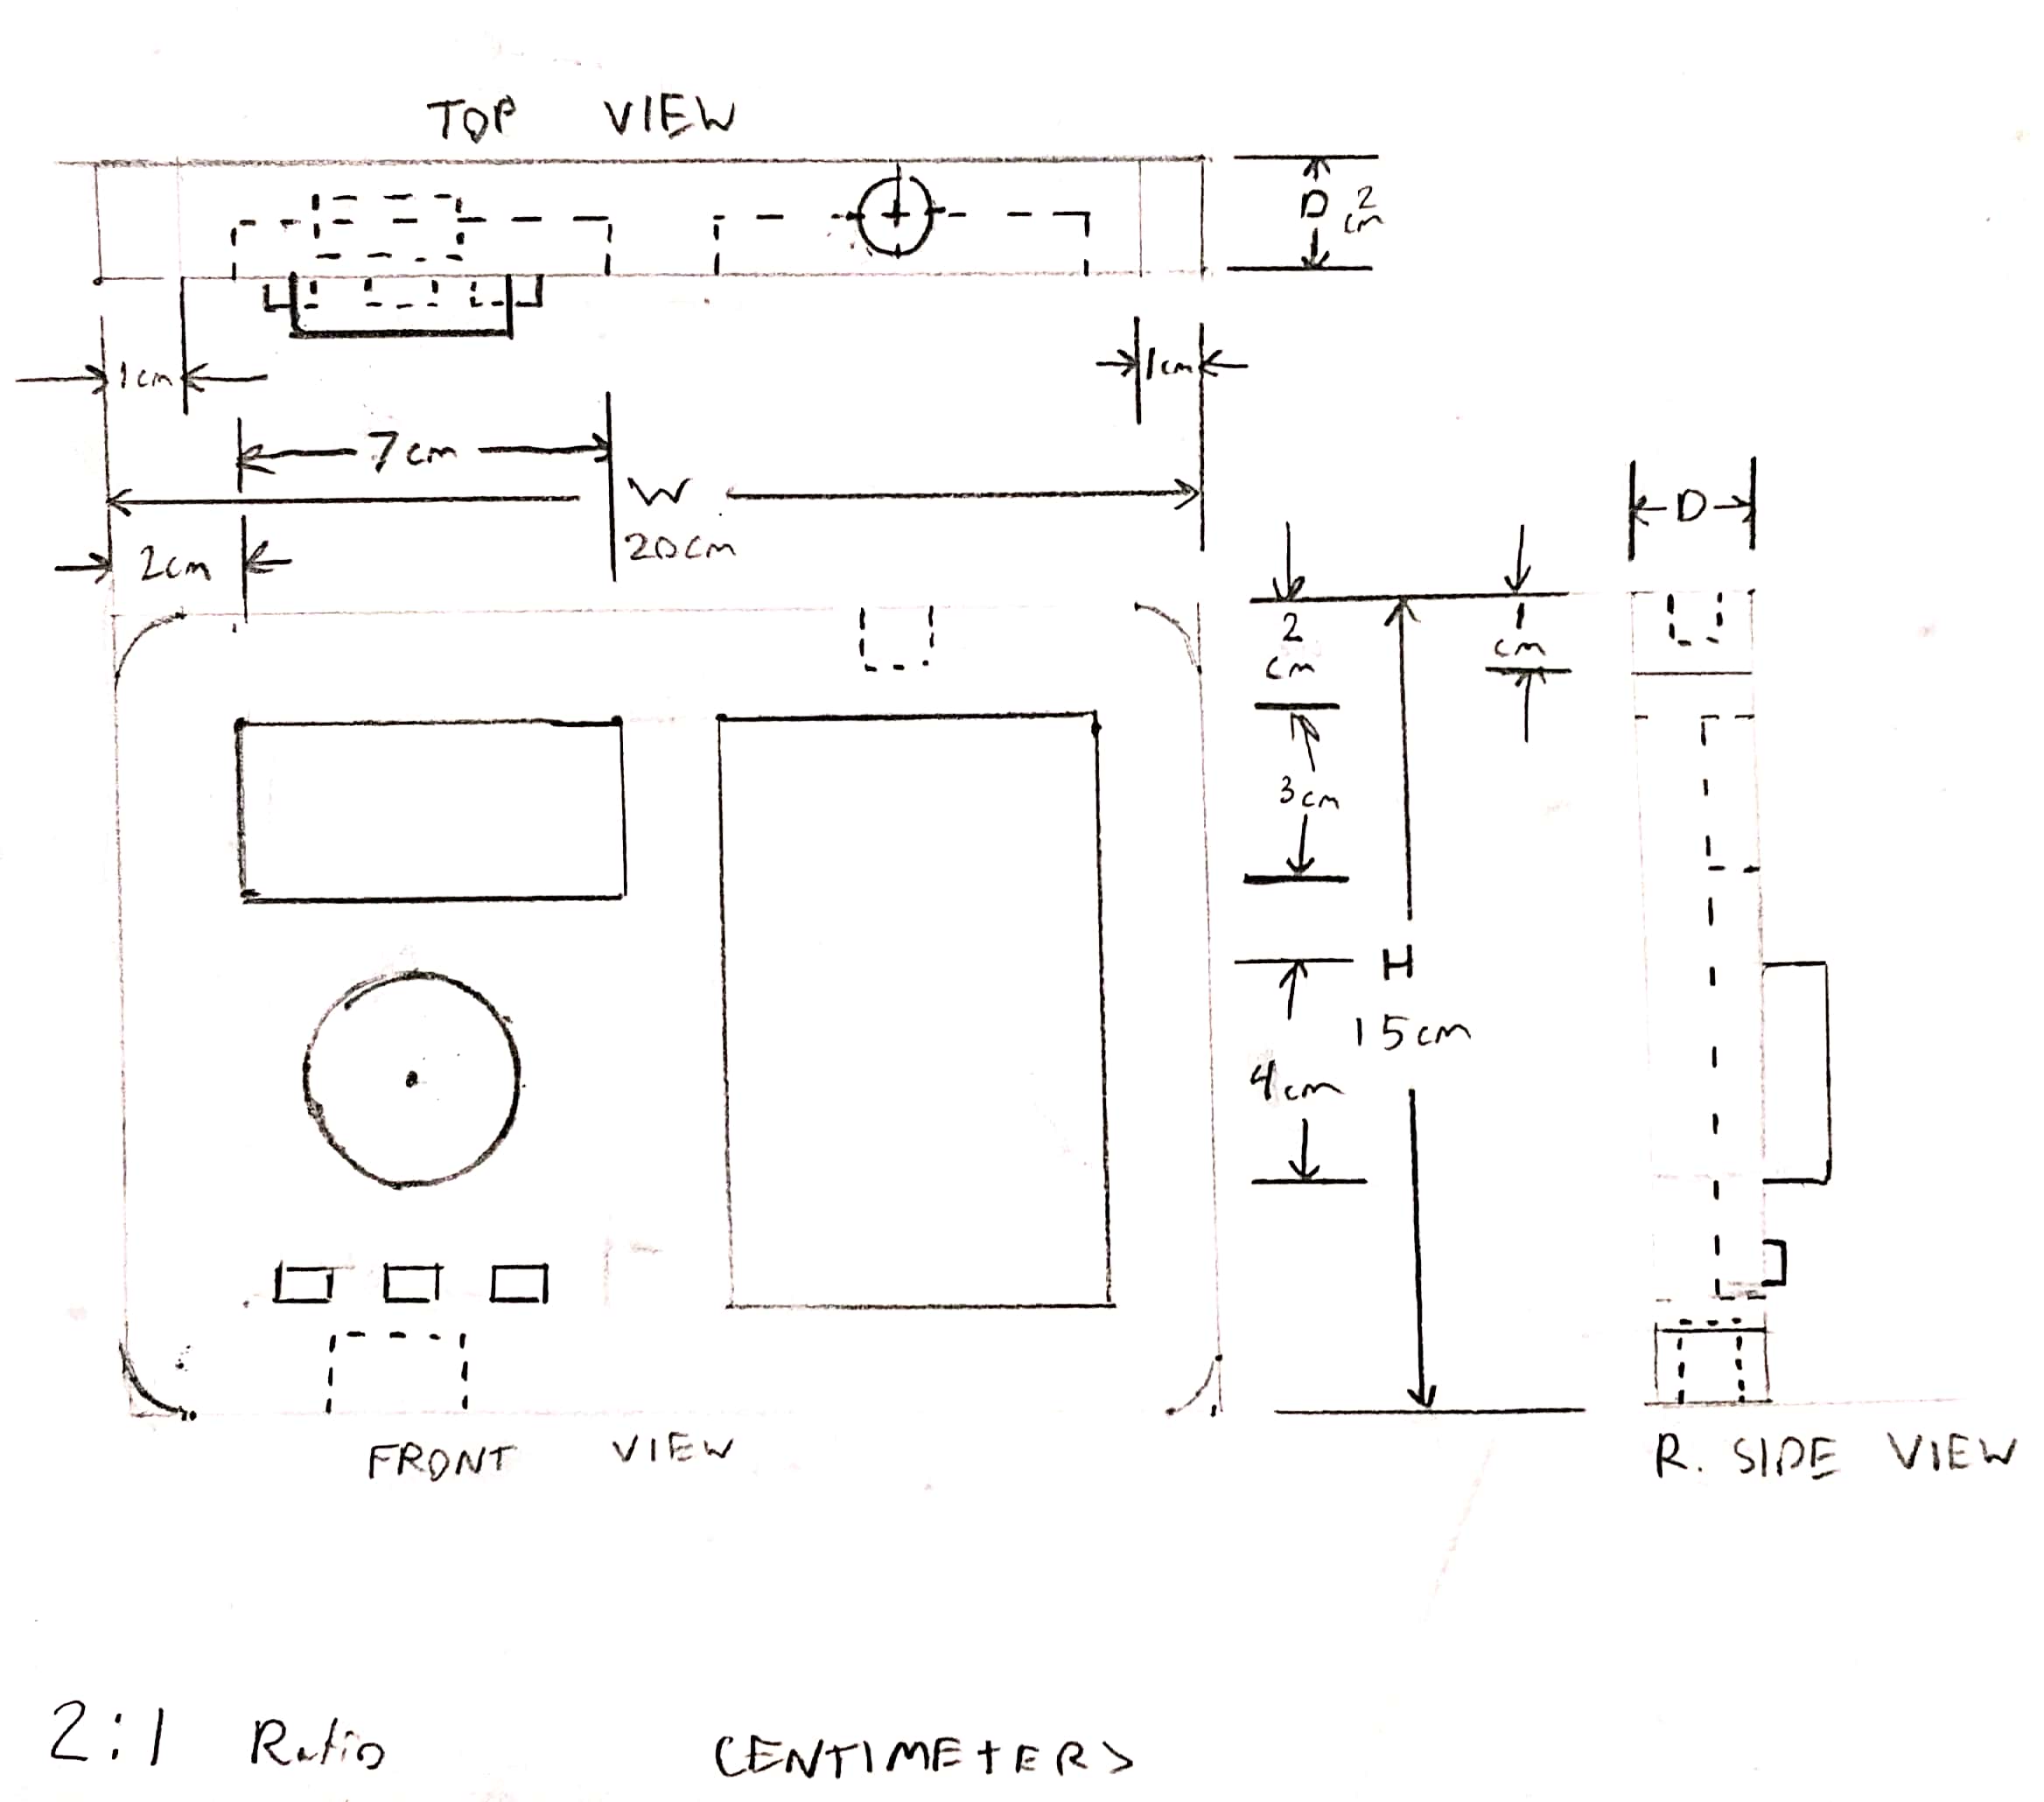 TOP VIEW
D 2 cm
1cm
1cm
7cm
W
20cm
2cm
D
2 cm
1 cm
3cm
H
15cm
4cm
FRONT VIEW
R. SIDE VIEW
2:1 Ratio
CENTIMETERS